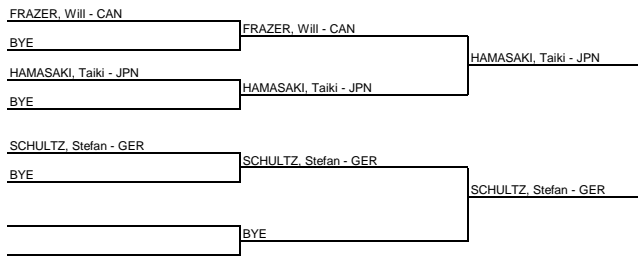 FRAZER, Will - CAN
BYE
HAMASAKI, Taiki - JPN
BYE
SCHULTZ, Stefan - GER
BYE
FRAZER, Will - CAN
HAMASAKI, Taiki - JPN
SCHULTZ, Stefan - GER
BYE
HAMASAKI, Taiki - JPN
SCHULTZ, Stefan - GER